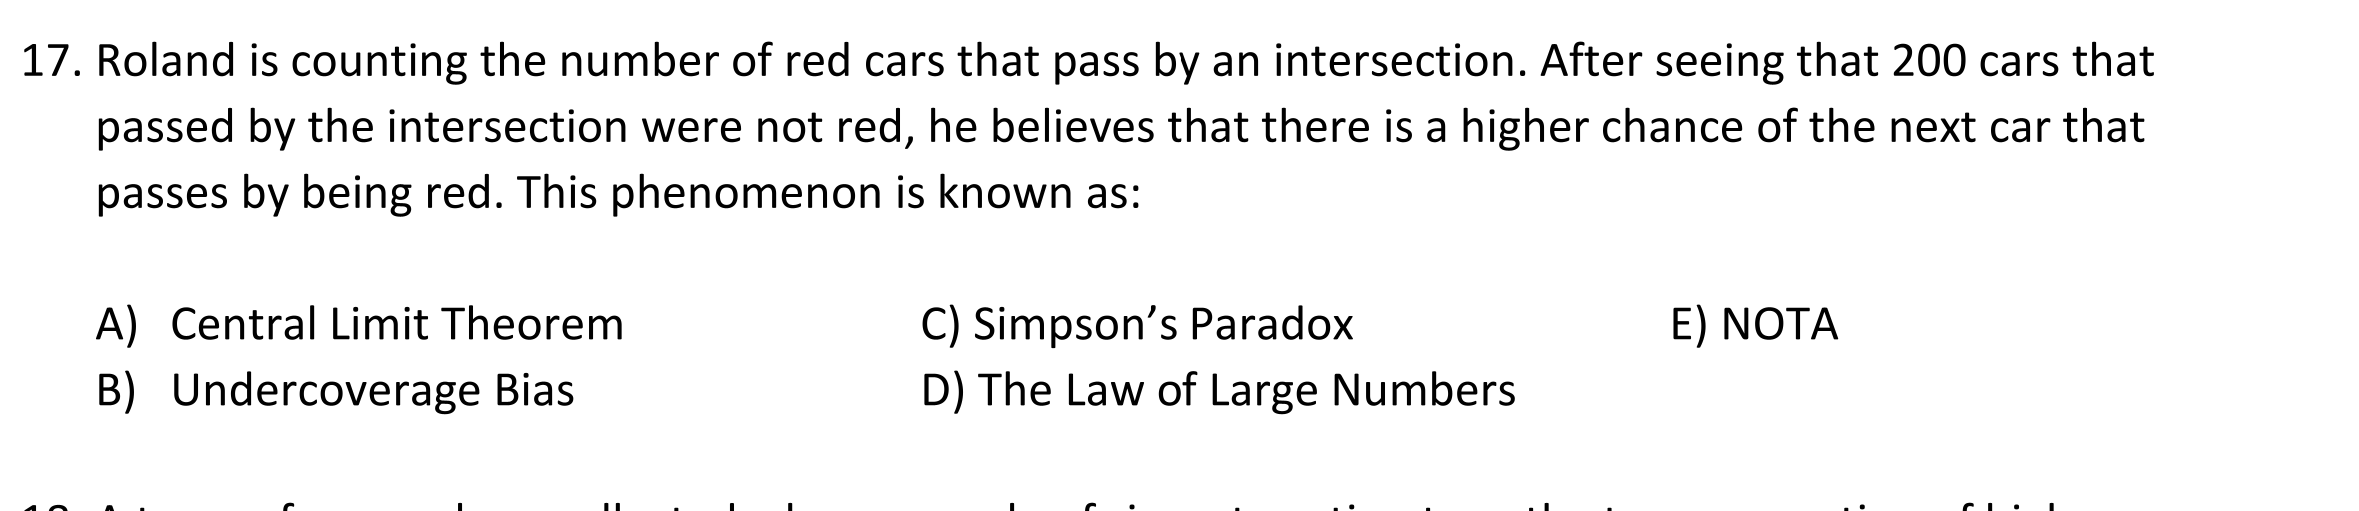 17. Roland is counting the number of red cars that pass by an intersection. After seeing that 200 cars that
passed by the intersection were not red, he believes that there is a higher chance of the next car that
passes by being red. This phenomenon is known as:
A) Central Limit Theorem C) Simpson’s Paradox E) NOTA
B) Undercoverage Bias D) The Law of Large Numbers